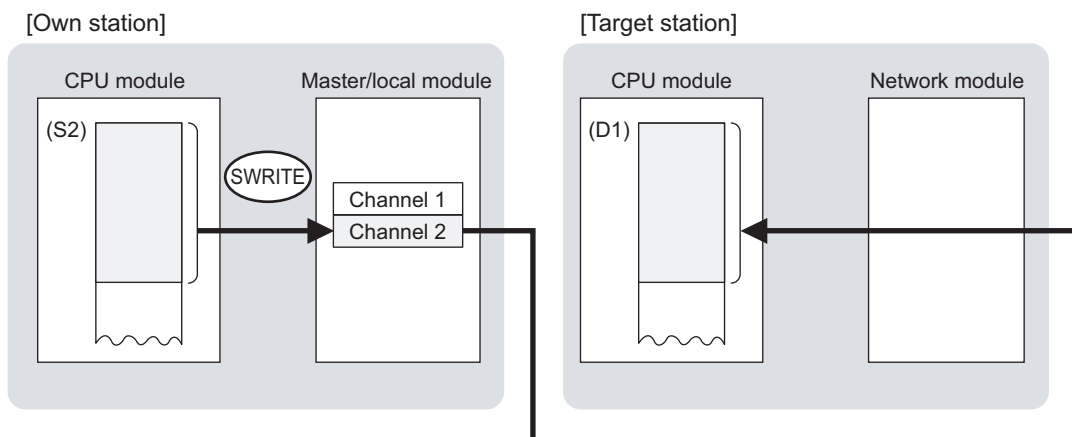 [Own station]
[Target station]
CPU module
Master/local module
CPU module
Network module
(S2)
(D1)
SWRITE
Channel 1
Channel 2